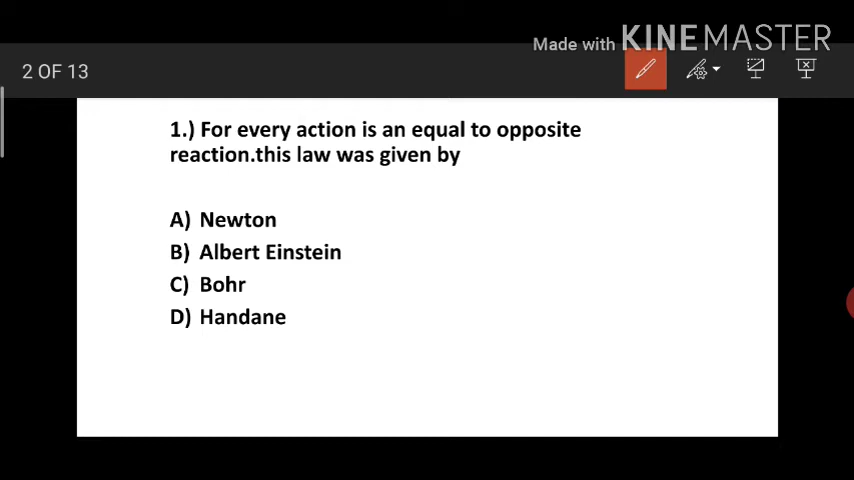 Made with KINEMASTER
2 OF 13
1.) For every action is an equal to opposite
reaction.this law was given by
A) Newton
B) Albert Einstein
C) Bohr
D) Handane